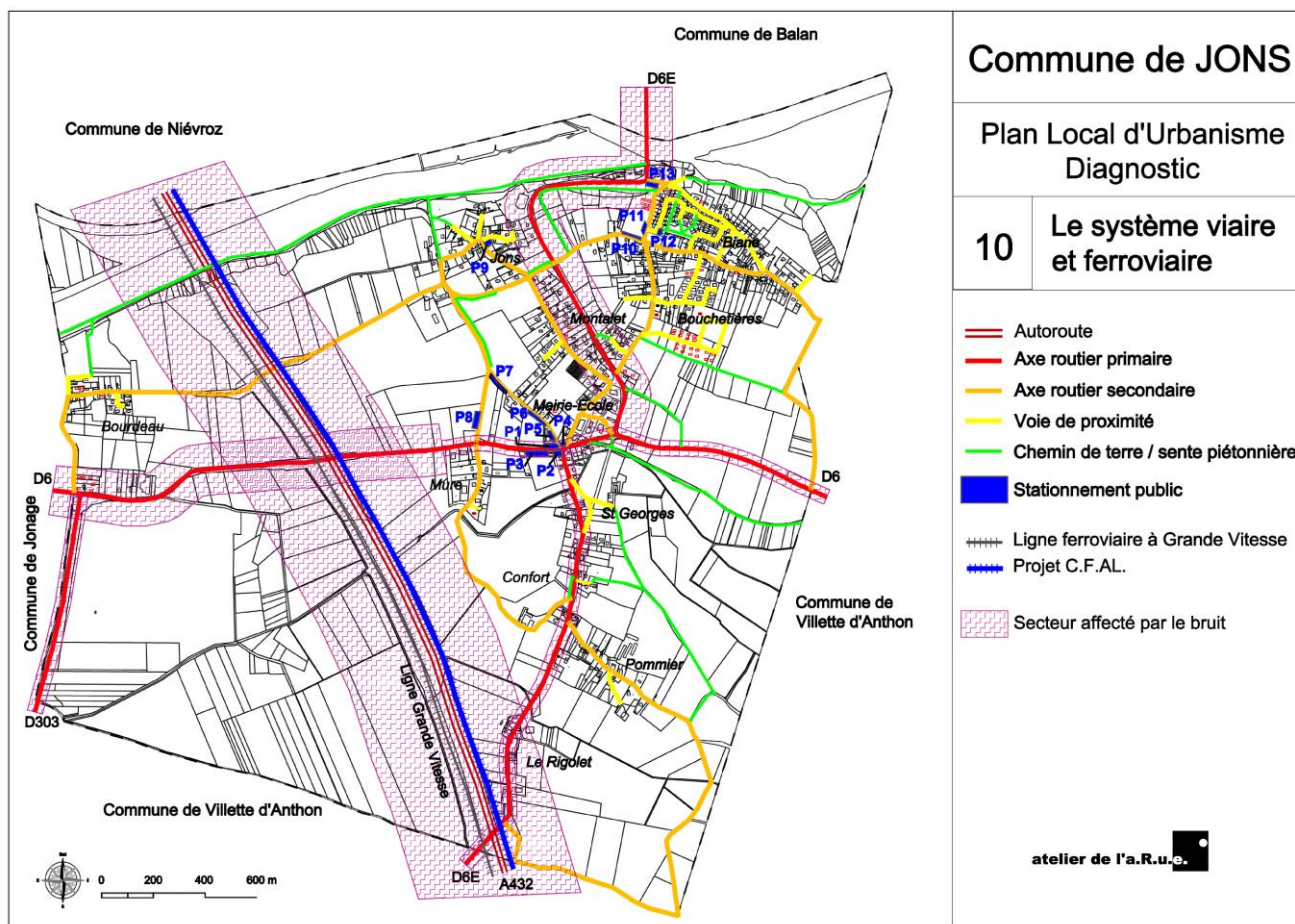 Commune de Balan
D6E
Commune de Niévroz
P13
P11
P12
Biane
P10
Jons
P9
Montalet
Bouchetières
P7
Mairie-Ecole
P6
P4
P8
P1
P5
P3
P2
Bourdeau
D6
Mûre
D6
St Georges
Commune de Jonage
Confort
Commune de
Villette d'Anthon
Pommier
Ligne Grande Vitesse
D303
Le Rigolet
Commune de Villette d'Anthon
D6E
A432
0 200 400 600 m
Commune de JONS
Plan Local d'Urbanisme
Diagnostic
10
Le système viaire
et ferroviaire
Autoroute
Axe routier primaire
Axe routier secondaire
Voie de proximité
Chemin de terre / sente piétonnière
Stationnement public
Ligne ferroviaire à Grande Vitesse
Projet C.F.AL.
Secteur affecté par le bruit
atelier de l'a.R.u.e.